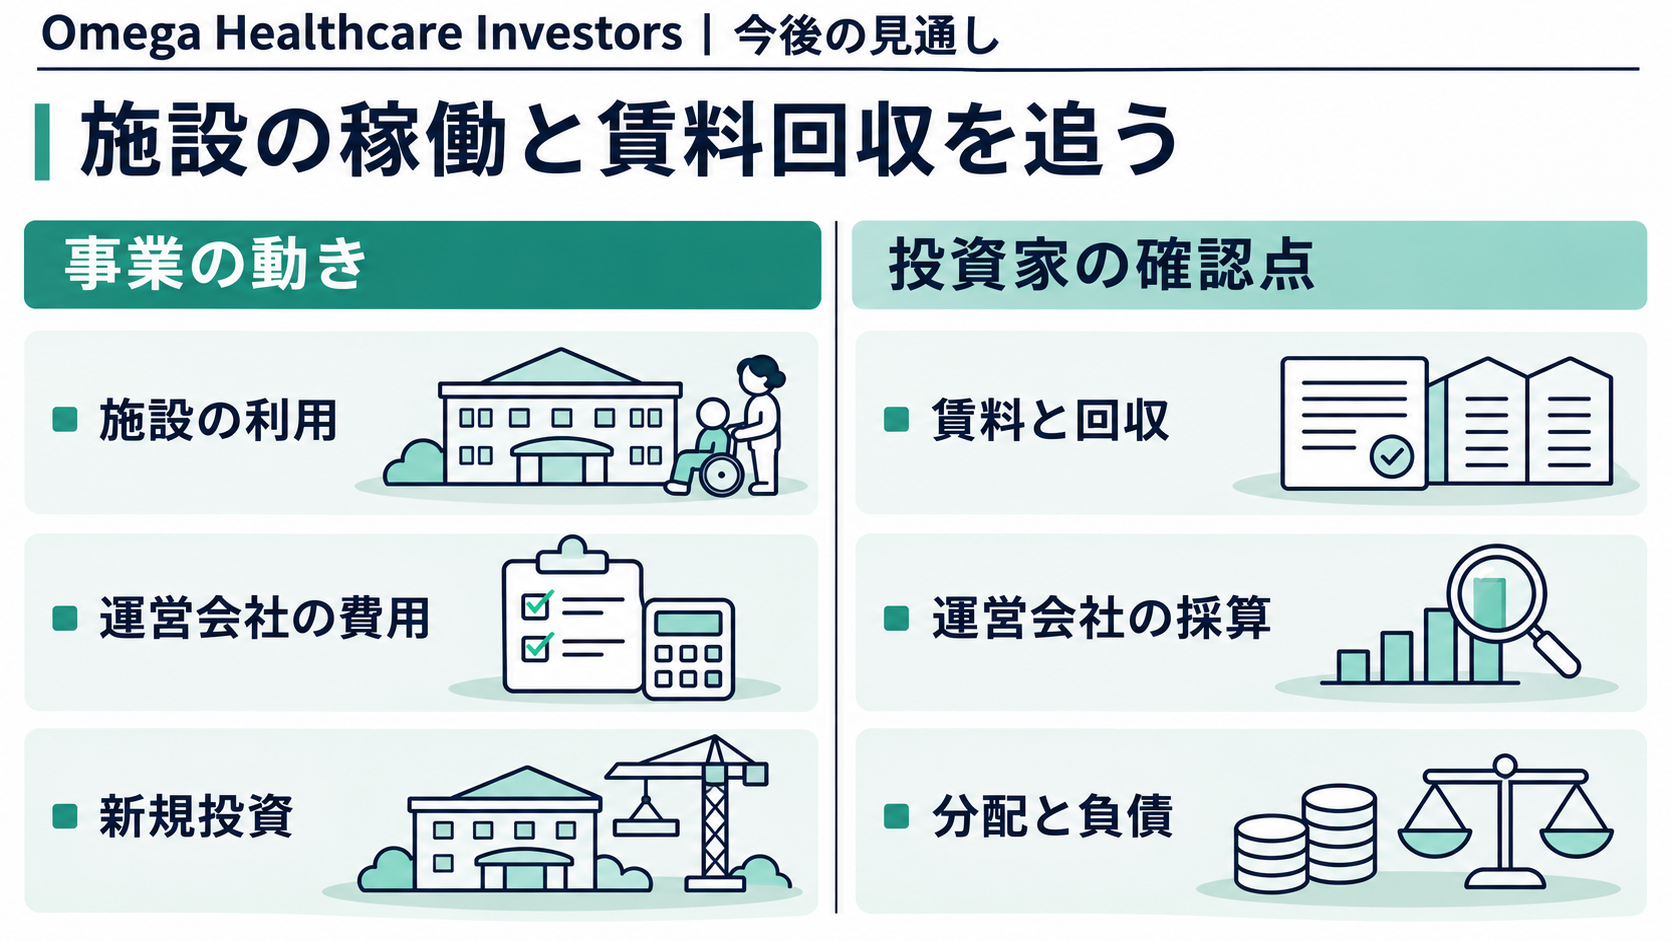 Omega Healthcare Investors｜今後の見通し
施設の稼働と賃料回収を追う
事業の動き
施設の利用
運営会社の費用
新規投資
投資家の確認点
賃料と回収
運営会社の採算
分配と負債